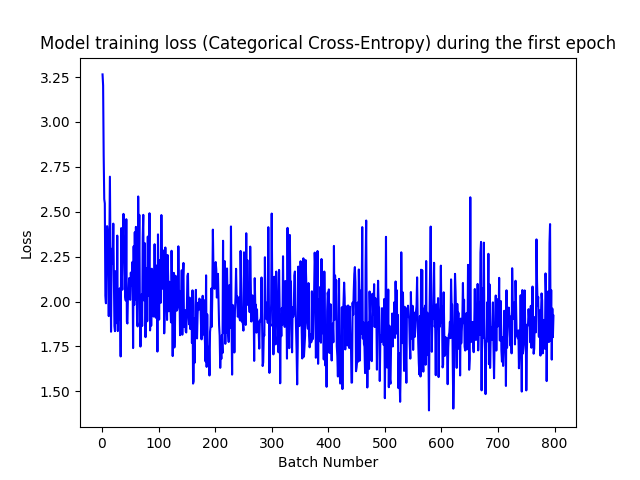 Model training loss (Categorical Cross-Entropy) during the first epoch
3.25
3.00
2.75
2.50
2.25
2.00
1.75
1.50
Loss
0 100 200 300 400 500 600 700 800
Batch Number